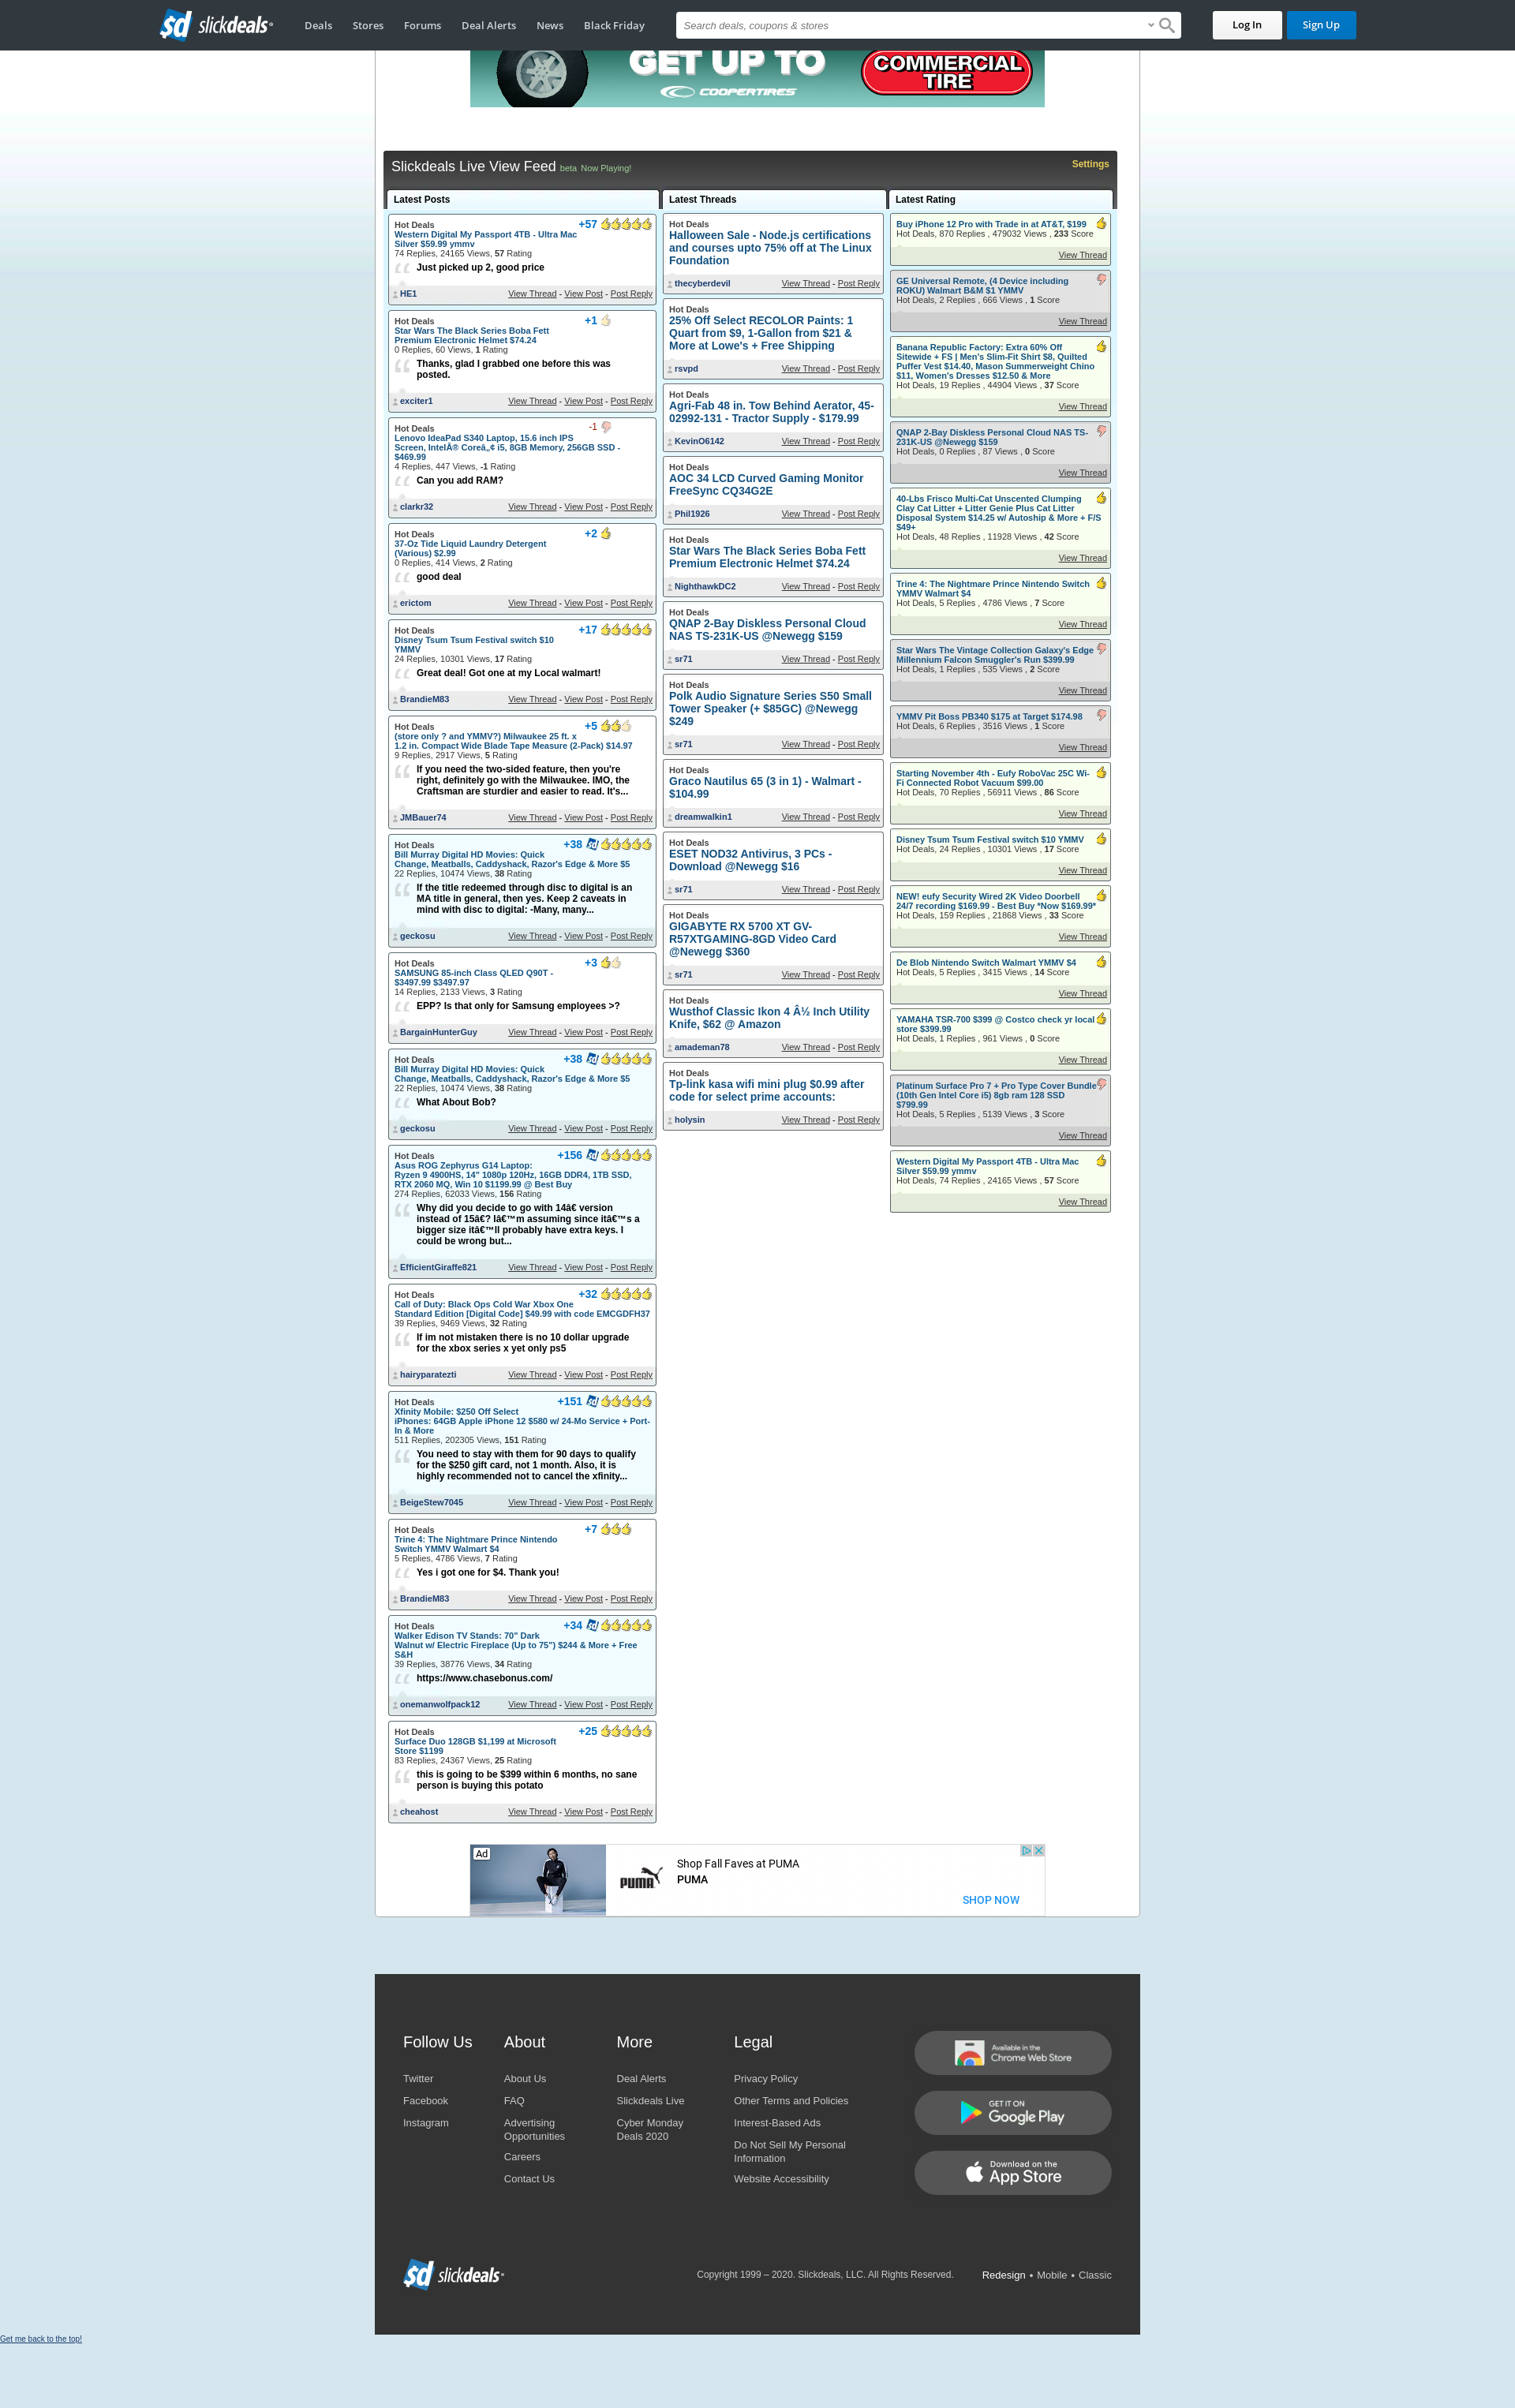 slickdeals
Deals
Stores
Forums
Deal Alerts
News
Black Friday
Search deals, coupons & stores
Log In
Sign Up
GET UP TO
COOPERTIRES
COMMERCIAL
TIRE
Slickdeals Live View Feed beta Now Playing!
Settings
Latest Posts
Hot Deals
+57
Western Digital My Passport 4TB - Ultra Mac
Silver $59.99 ymmv
74 Replies, 24165 Views, 57 Rating
Just picked up 2, good price
HE1
View Thread - View Post - Post Reply
Hot Deals
+1
Star Wars The Black Series Boba Fett
Premium Electronic Helmet $74.24
0 Replies, 60 Views, 1 Rating
Thanks, glad I grabbed one before this was
posted.
exciter1
View Thread - View Post - Post Reply
Hot Deals
-1
Lenovo IdeaPad S340 Laptop, 15.6 inch IPS
Screen, IntelÂ® Coreâ„¢ i5, 8GB Memory, 256GB SSD -
$469.99
4 Replies, 447 Views, -1 Rating
Can you add RAM?
clarkr32
View Thread - View Post - Post Reply
Hot Deals
+2
37-Oz Tide Liquid Laundry Detergent
(Various) $2.99
0 Replies, 414 Views, 2 Rating
good deal
erictom
View Thread - View Post - Post Reply
Hot Deals
+17
Disney Tsum Tsum Festival switch $10
YMMV
24 Replies, 10301 Views, 17 Rating
Great deal! Got one at my Local walmart!
BrandieM83
View Thread - View Post - Post Reply
Hot Deals
+5
(store only ? and YMMV?) Milwaukee 25 ft. x
1.2 in. Compact Wide Blade Tape Measure (2-Pack) $14.97
9 Replies, 2917 Views, 5 Rating
If you need the two-sided feature, then you're
right, definitely go with the Milwaukee. IMO, the
Craftsman are sturdier and easier to read. It's...
JMBauer74
View Thread - View Post - Post Reply
Hot Deals
+38
Bill Murray Digital HD Movies: Quick
Change, Meatballs, Caddyshack, Razor's Edge & More $5
22 Replies, 10474 Views, 38 Rating
If the title redeemed through disc to digital is an
MA title in general, then yes. Keep 2 caveats in
mind with disc to digital: -Many, many...
geckosu
View Thread - View Post - Post Reply
Hot Deals
+3
SAMSUNG 85-inch Class QLED Q90T -
$3497.99 $3497.97
14 Replies, 2133 Views, 3 Rating
EPP? Is that only for Samsung employees >?
BargainHunterGuy
View Thread - View Post - Post Reply
Hot Deals
+38
Bill Murray Digital HD Movies: Quick
Change, Meatballs, Caddyshack, Razor's Edge & More $5
22 Replies, 10474 Views, 38 Rating
What About Bob?
geckosu
View Thread - View Post - Post Reply
Hot Deals
+156
Asus ROG Zephyrus G14 Laptop:
Ryzen 9 4900HS, 14" 1080p 120Hz, 16GB DDR4, 1TB SSD,
RTX 2060 MQ, Win 10 $1199.99 @ Best Buy
274 Replies, 62033 Views, 156 Rating
Why did you decide to go with 14â€ version
instead of 15â€? Iâ€™m assuming since itâ€™s a
bigger size itâ€™ll probably have extra keys. I
could be wrong but...
EfficientGiraffe821
View Thread - View Post - Post Reply
Hot Deals
+32
Call of Duty: Black Ops Cold War Xbox One
Standard Edition [Digital Code] $49.99 with code EMCGDFH37
39 Replies, 9469 Views, 32 Rating
If im not mistaken there is no 10 dollar upgrade
for the xbox series x yet only ps5
hairyparatezti
View Thread - View Post - Post Reply
Hot Deals
+151
Xfinity Mobile: $250 Off Select
iPhones: 64GB Apple iPhone 12 $580 w/ 24-Mo Service + Port-
In & More
511 Replies, 202305 Views, 151 Rating
You need to stay with them for 90 days to qualify
for the $250 gift card, not 1 month. Also, it is
highly recommended not to cancel the xfinity...
BeigeStew7045
View Thread - View Post - Post Reply
Hot Deals
+7
Trine 4: The Nightmare Prince Nintendo
Switch YMMV Walmart $4
5 Replies, 4786 Views, 7 Rating
Yes i got one for $4. Thank you!
BrandieM83
View Thread - View Post - Post Reply
Hot Deals
+34
Walker Edison TV Stands: 70" Dark
Walnut w/ Electric Fireplace (Up to 75") $244 & More + Free
S&H
39 Replies, 38776 Views, 34 Rating
https://www.chasebonus.com/
onemanwolfpack12
View Thread - View Post - Post Reply
Hot Deals
+25
Surface Duo 128GB $1,199 at Microsoft
Store $1199
83 Replies, 24367 Views, 25 Rating
this is going to be $399 within 6 months, no sane
person is buying this potato
cheahost
View Thread - View Post - Post Reply
Latest Threads
Hot Deals
Halloween Sale - Node.js certifications
and courses upto 75% off at The Linux
Foundation
thecyberdevil
View Thread - Post Reply
Hot Deals
25% Off Select RECOLOR Paints: 1
Quart from $9, 1-Gallon from $21 &
More at Lowe's + Free Shipping
rsvpd
View Thread - Post Reply
Hot Deals
Agri-Fab 48 in. Tow Behind Aerator, 45-
02992-131 - Tractor Supply - $179.99
KevinO6142
View Thread - Post Reply
Hot Deals
AOC 34 LCD Curved Gaming Monitor
FreeSync CQ34G2E
Phil1926
View Thread - Post Reply
Hot Deals
Star Wars The Black Series Boba Fett
Premium Electronic Helmet $74.24
NighthawkDC2
View Thread - Post Reply
Hot Deals
QNAP 2-Bay Diskless Personal Cloud
NAS TS-231K-US @Newegg $159
sr71
View Thread - Post Reply
Hot Deals
Polk Audio Signature Series S50 Small
Tower Speaker (+ $85GC) @Newegg
$249
sr71
View Thread - Post Reply
Hot Deals
Graco Nautilus 65 (3 in 1) - Walmart -
$104.99
dreamwalkin1
View Thread - Post Reply
Hot Deals
ESET NOD32 Antivirus, 3 PCs -
Download @Newegg $16
sr71
View Thread - Post Reply
Hot Deals
GIGABYTE RX 5700 XT GV-
R57XTGAMING-8GD Video Card
@Newegg $360
sr71
View Thread - Post Reply
Hot Deals
Wusthof Classic Ikon 4 Â½ Inch Utility
Knife, $62 @ Amazon
amademan78
View Thread - Post Reply
Hot Deals
Tp-link kasa wifi mini plug $0.99 after
code for select prime accounts:
holysin
View Thread - Post Reply
Latest Rating
Buy iPhone 12 Pro with Trade in at AT&T, $199
Hot Deals, 870 Replies , 479032 Views , 233 Score
View Thread
GE Universal Remote, (4 Device including
ROKU) Walmart B&M $1 YMMV
Hot Deals, 2 Replies , 666 Views , 1 Score
View Thread
Banana Republic Factory: Extra 60% Off
Sitewide + FS | Men's Slim-Fit Shirt $8, Quilted
Puffer Vest $14.40, Mason Summerweight Chino
$11, Women's Dresses $12.50 & More
Hot Deals, 19 Replies , 44904 Views , 37 Score
View Thread
QNAP 2-Bay Diskless Personal Cloud NAS TS-
231K-US @Newegg $159
Hot Deals, 0 Replies , 87 Views , 0 Score
View Thread
40-Lbs Frisco Multi-Cat Unscented Clumping
Clay Cat Litter + Litter Genie Plus Cat Litter
Disposal System $14.25 w/ Autoship & More + F/S
$49+
Hot Deals, 48 Replies , 11928 Views , 42 Score
View Thread
Trine 4: The Nightmare Prince Nintendo Switch
YMMV Walmart $4
Hot Deals, 5 Replies , 4786 Views , 7 Score
View Thread
Star Wars The Vintage Collection Galaxy's Edge
Millennium Falcon Smuggler's Run $399.99
Hot Deals, 1 Replies , 535 Views , 2 Score
View Thread
YMMV Pit Boss PB340 $175 at Target $174.98
Hot Deals, 6 Replies , 3516 Views , 1 Score
View Thread
Starting November 4th - Eufy RoboVac 25C Wi-
Fi Connected Robot Vacuum $99.00
Hot Deals, 70 Replies , 56911 Views , 86 Score
View Thread
Disney Tsum Tsum Festival switch $10 YMMV
Hot Deals, 24 Replies , 10301 Views , 17 Score
View Thread
NEW! eufy Security Wired 2K Video Doorbell
24/7 recording $169.99 - Best Buy *Now $169.99*
Hot Deals, 159 Replies , 21868 Views , 33 Score
View Thread
De Blob Nintendo Switch Walmart YMMV $4
Hot Deals, 5 Replies , 3415 Views , 14 Score
View Thread
YAMAHA TSR-700 $399 @ Costco check yr local
store $399.99
Hot Deals, 1 Replies , 961 Views , 0 Score
View Thread
Platinum Surface Pro 7 + Pro Type Cover Bundle
(10th Gen Intel Core i5) 8gb ram 128 SSD
$799.99
Hot Deals, 5 Replies , 5139 Views , 3 Score
View Thread
Western Digital My Passport 4TB - Ultra Mac
Silver $59.99 ymmv
Hot Deals, 74 Replies , 24165 Views , 57 Score
View Thread
Ad
PUMA
Shop Fall Faves at PUMA
PUMA
SHOP NOW
Follow Us
Twitter
Facebook
Instagram
About
About Us
FAQ
Advertising
Opportunities
Careers
Contact Us
More
Deal Alerts
Slickdeals Live
Cyber Monday
Deals 2020
Legal
Privacy Policy
Other Terms and Policies
Interest-Based Ads
Do Not Sell My Personal
Information
Website Accessibility
Available in the
Chrome Web Store
GET IT ON
Google Play
Download on the
App Store
slickdeals
Copyright 1999 – 2020. Slickdeals, LLC. All Rights Reserved.
Redesign • Mobile • Classic
Get me back to the top!